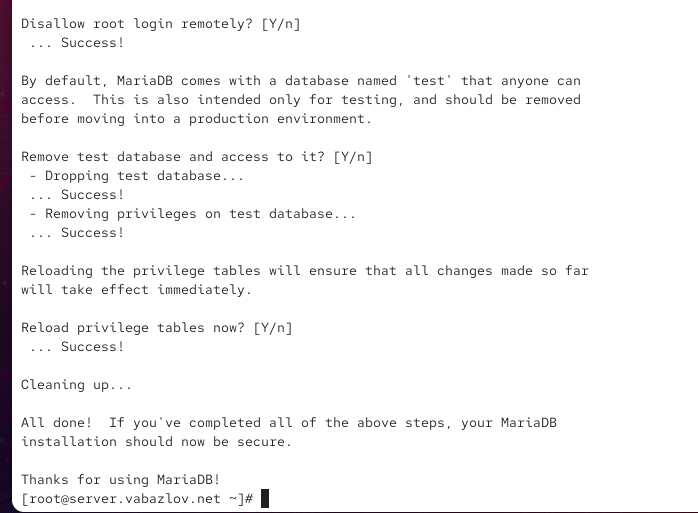 Disallow root login remotely? [Y/n]
 ... Success!
By default, MariaDB comes with a database named 'test' that anyone can
access.  This is also intended only for testing, and should be removed
before moving into a production environment.
Remove test database and access to it? [Y/n]
 - Dropping test database...
 ... Success!
 - Removing privileges on test database...
 ... Success!
Reloading the privilege tables will ensure that all changes made so far
will take effect immediately.
Reload privilege tables now? [Y/n]
 ... Success!
Cleaning up...
All done!  If you've completed all of the above steps, your MariaDB
installation should now be secure.
Thanks for using MariaDB!
[root@server.vabazlov.net ~]#